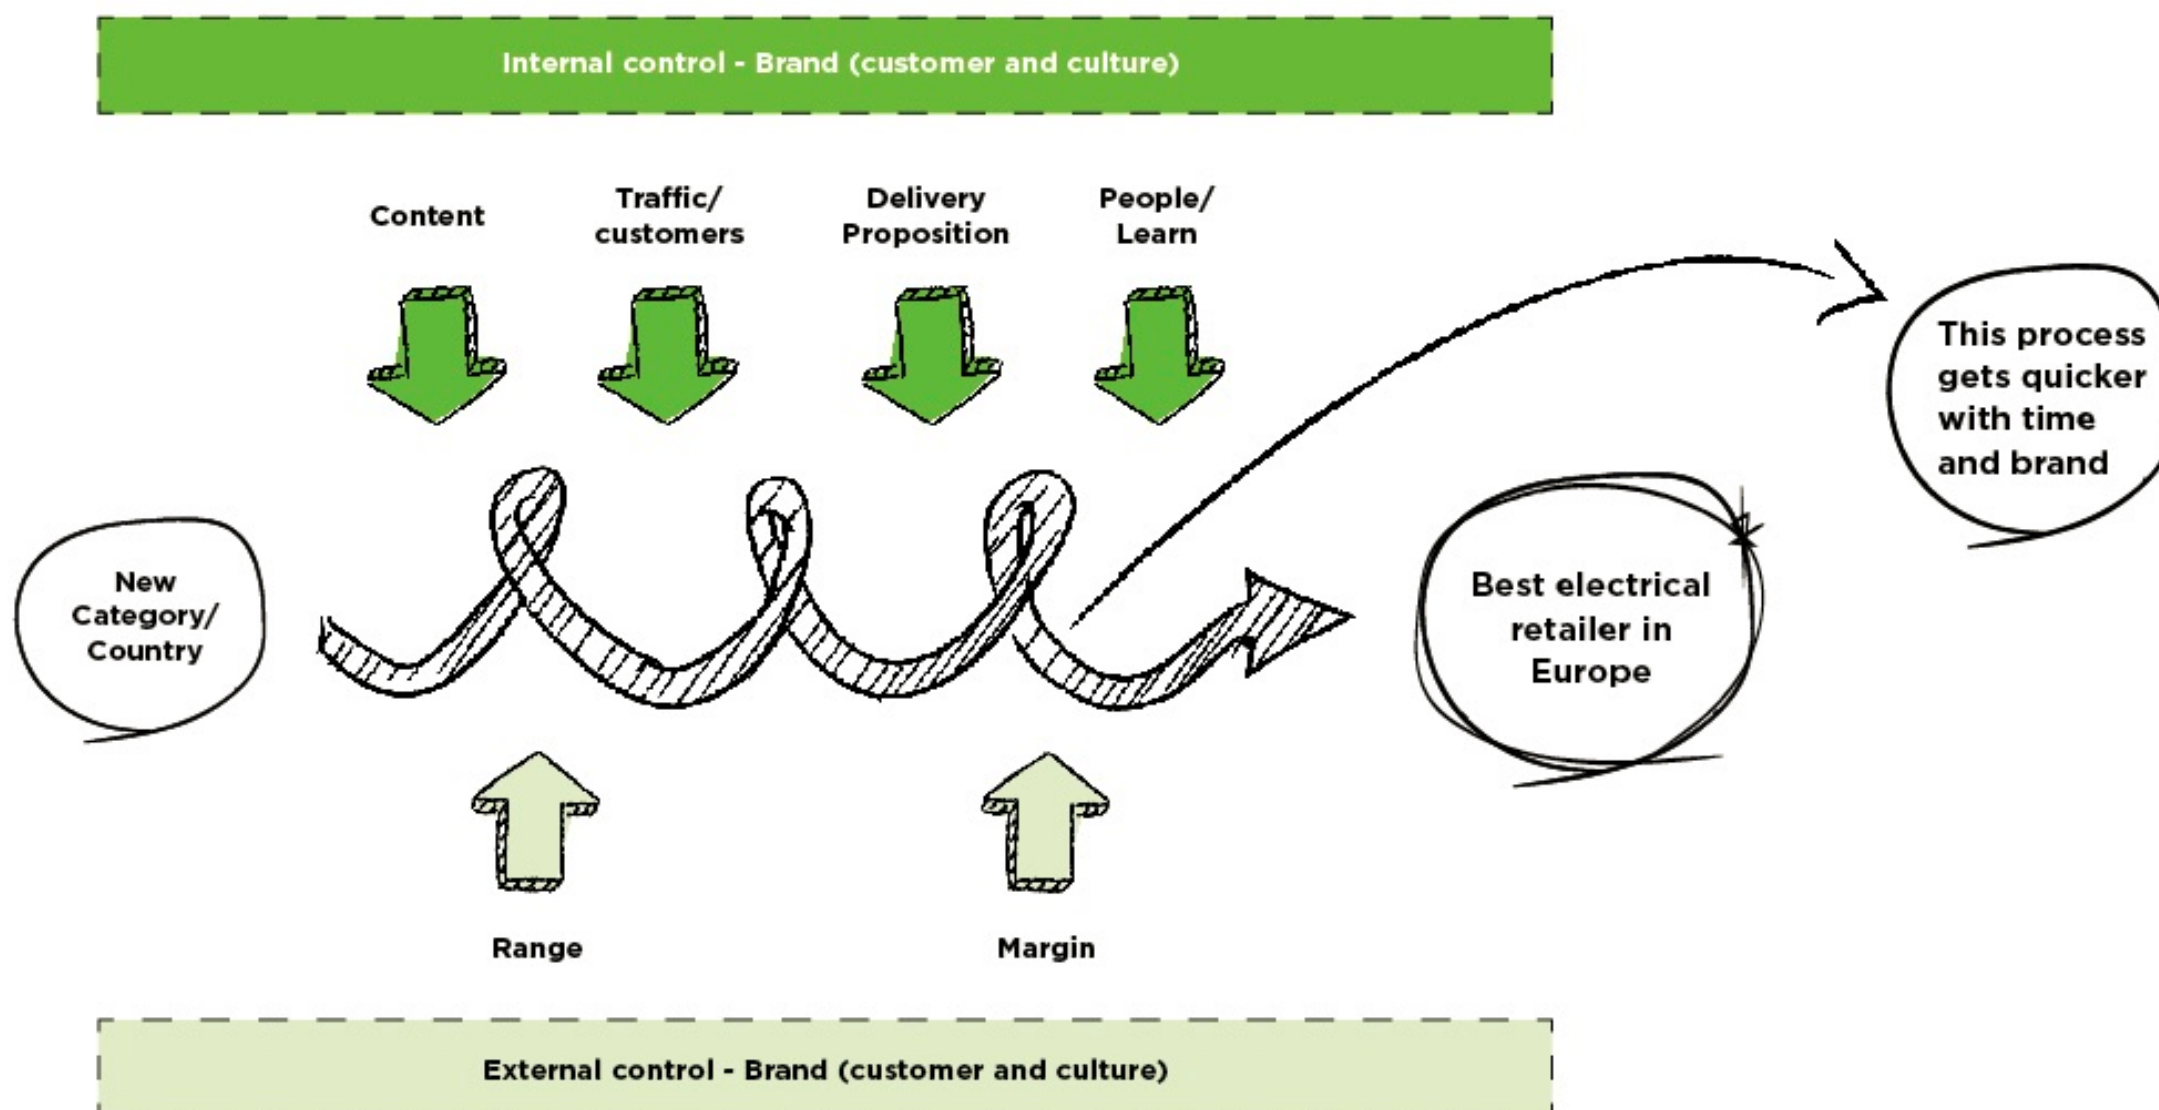 Internal control - Brand (customer and culture)
Content
Traffic/
customers
Delivery
Proposition
People/
Learn
This process
gets quicker
with time
and brand
New
Category/
Country
Best electrical
retailer in
Europe
Range
Margin
External control - Brand (customer and culture)